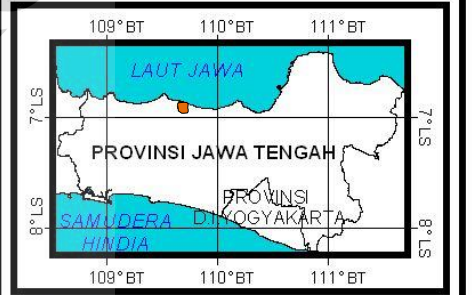 109° BT 110° BT 111° BT
LAUT JAWA
7° LS 7° LS
PROVINSI JAWA TENGAH
PROVINSI
D.I.YOGYAKARTA
8° LS SAMUDERA 8° LS
HINDIA
109° BT 110° BT 111° BT